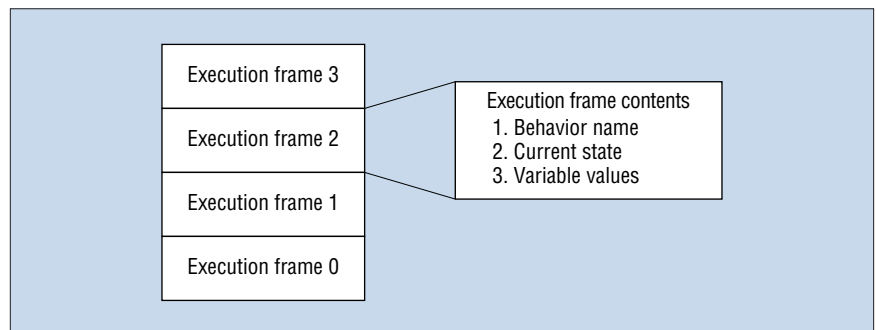 Execution frame 3
Execution frame 2
Execution frame 1
Execution frame 0
Execution frame contents
1. Behavior name
2. Current state
3. Variable values